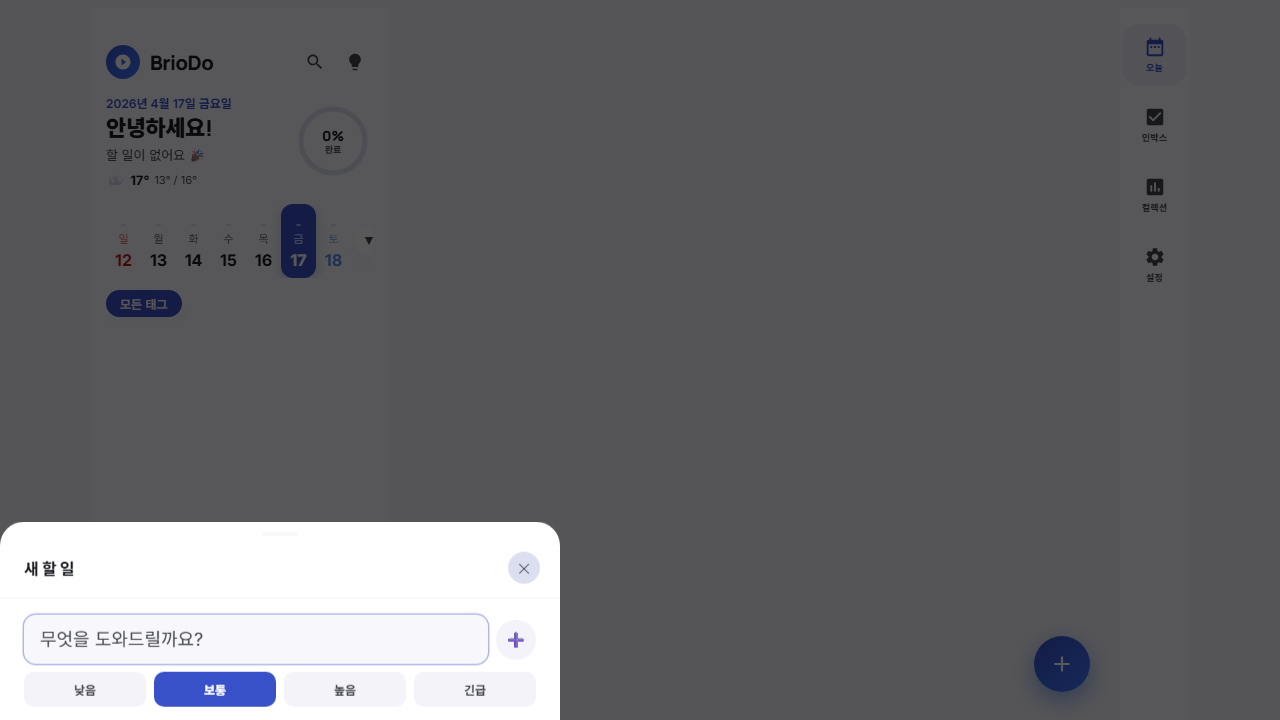 BrioDo
2026년 4월 17일 금요일
안녕하세요!
할 일이 없어요 🎉
17° 13° / 16°
0%
완료
일 월 화 수 목 금 토
12 13 14 15 16 17 18
모든 태그
오늘
인박스
컬렉션
설정
새 할 일
무엇을 도와드릴까요?
낮음 보통 높음 긴급